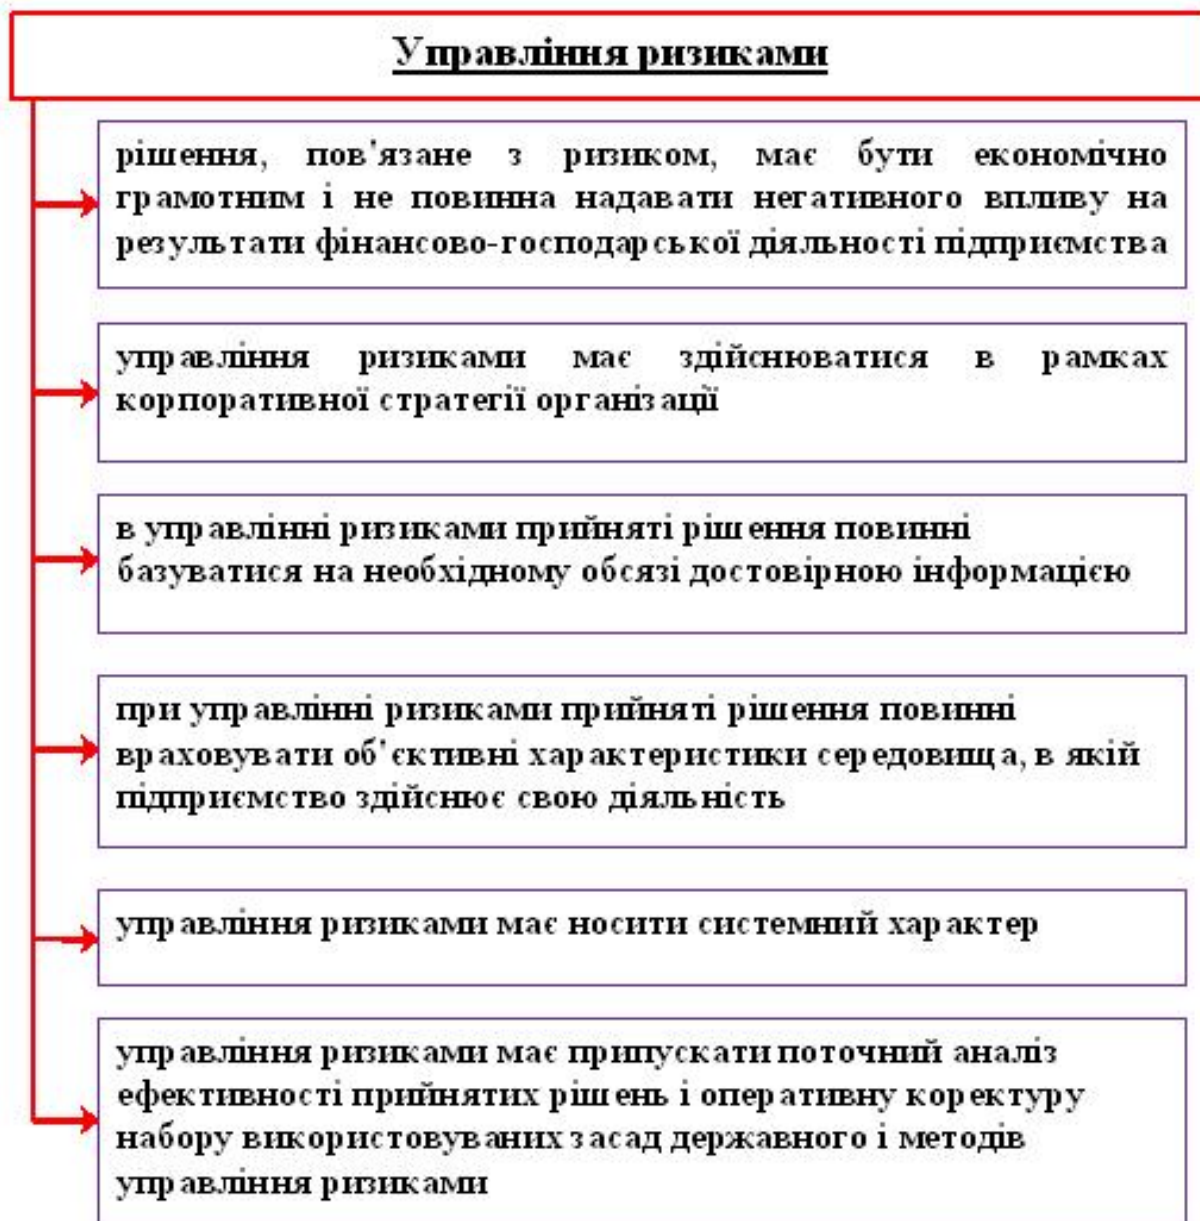 Управління ризиками
рішення, пов'язане з ризиком, має бути економічно
грамотним і не повинна надавати негативного впливу на
результати фінансово-господарської діяльності підприємства
управління ризиками має здійснюватися в рамках
корпоративної стратегії організації
в управлінні ризиками прийняті рішення повинні
базуватися на необхідному обсязі достовірною інформацією
при управлінні ризиками прийняті рішення повинні
враховувати об'єктивні характеристики середовища, в якій
підприємство здійснює свою діяльність
управління ризиками має носити системний характер
управління ризиками має припускати поточний аналіз
ефективності прийнятих рішень і оперативну коректуру
набору використовуваних засад державного і методів
управління ризиками